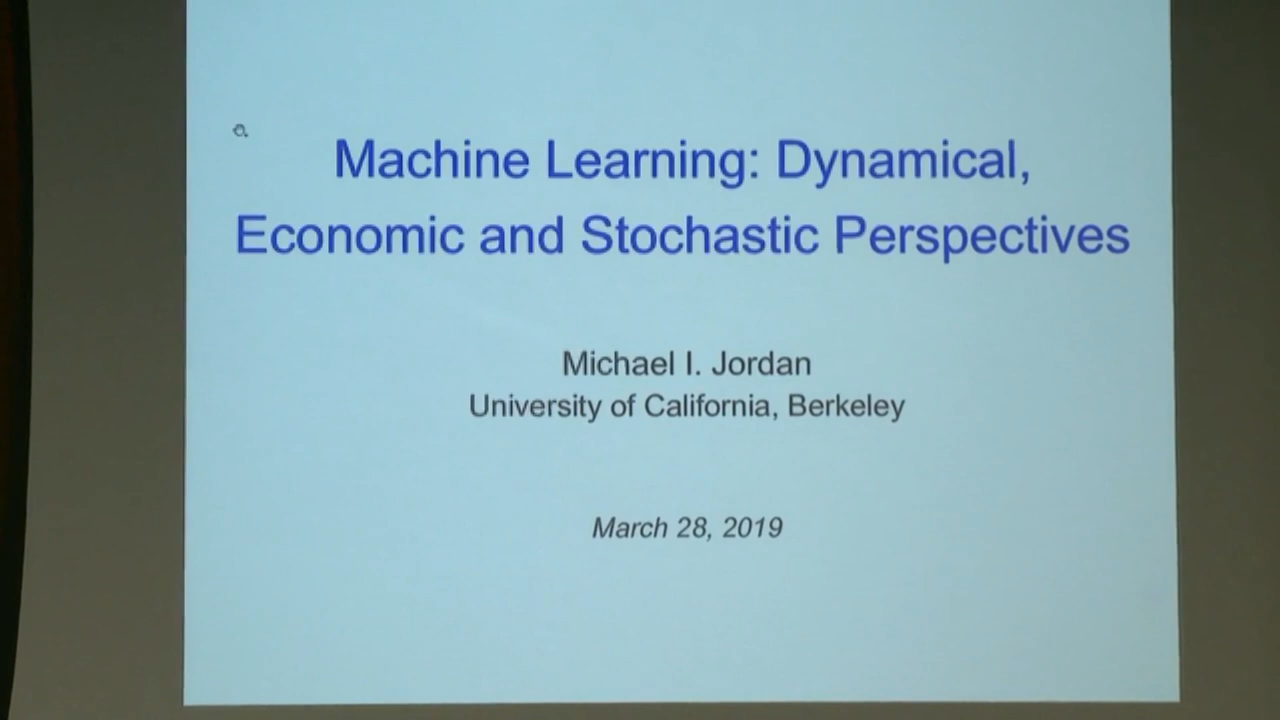 Machine Learning: Dynamical,
Economic and Stochastic Perspectives
Michael I. Jordan
University of California, Berkeley
March 28, 2019